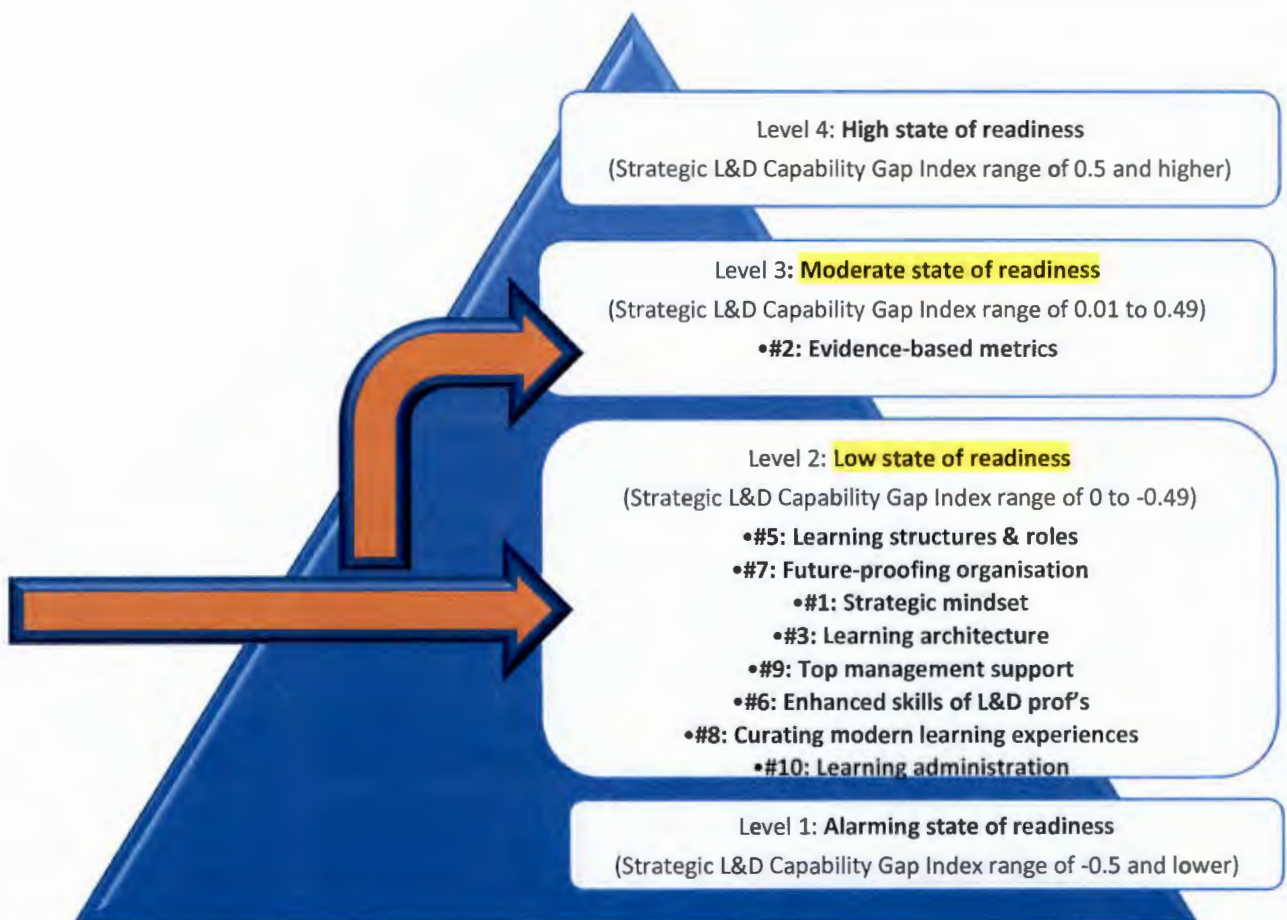 Level 4: High state of readiness
(Strategic L&D Capability Gap Index range of 0.5 and higher)
Level 3: Moderate state of readiness
(Strategic L&D Capability Gap Index range of 0.01 to 0.49)
•#2: Evidence-based metrics
Level 2: Low state of readiness
(Strategic L&D Capability Gap Index range of 0 to -0.49)
•#5: Learning structures & roles
•#7: Future-proofing organisation
•#1: Strategic mindset
•#3: Learning architecture
•#9: Top management support
•#6: Enhanced skills of L&D prof's
•#8: Curating modern learning experiences
•#10: Learning administration
Level 1: Alarming state of readiness
(Strategic L&D Capability Gap Index range of -0.5 and lower)